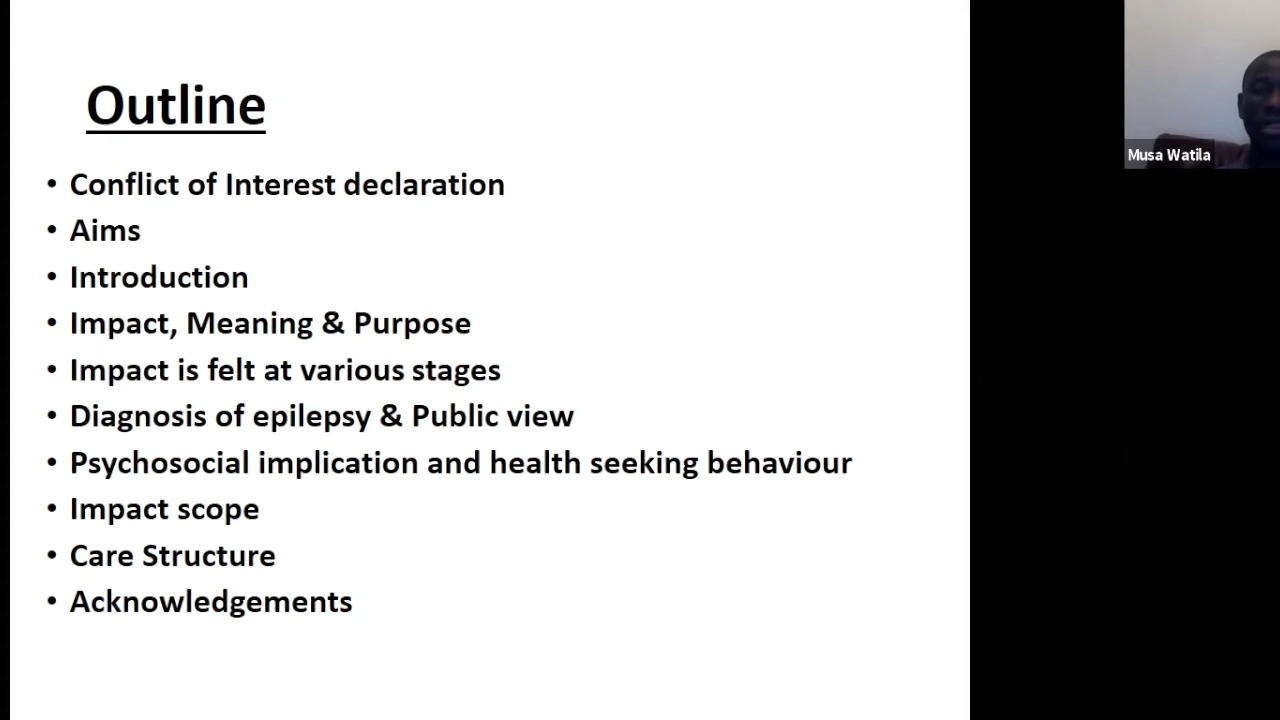 Outline
• Conflict of Interest declaration
• Aims
• Introduction
• Impact, Meaning & Purpose
• Impact is felt at various stages
• Diagnosis of epilepsy & Public view
• Psychosocial implication and health seeking behaviour
• Impact scope
• Care Structure
• Acknowledgements
Musa Watila